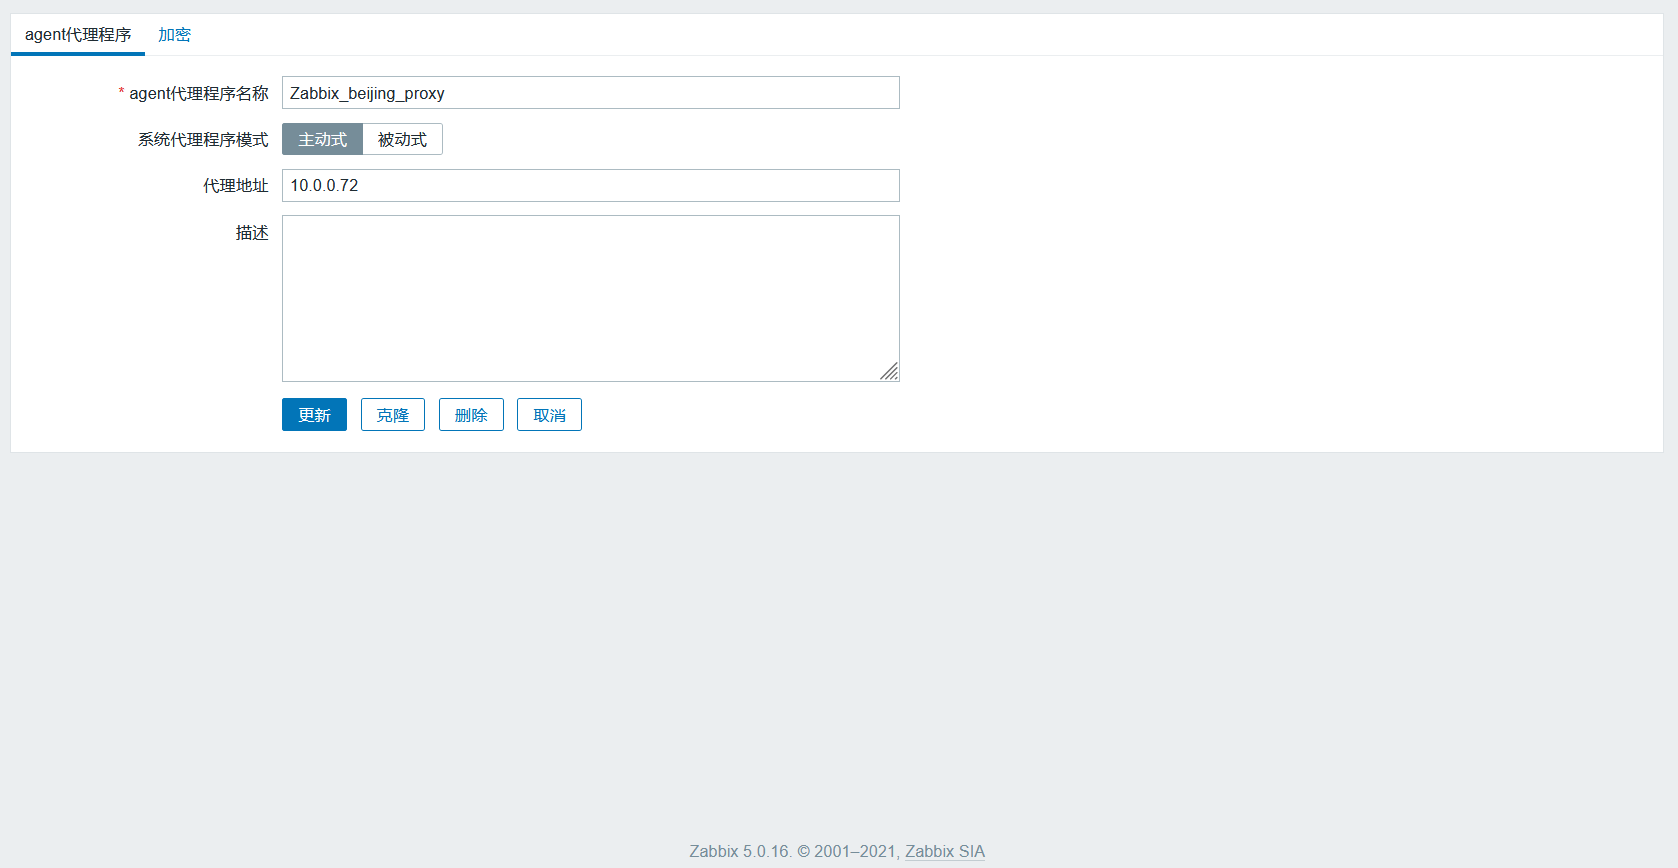 agent代理程序 加密
* agent代理程序名称 Zabbix_beijing_proxy
系统代理程序模式 主动式 被动式
代理地址 10.0.0.72
描述
更新 克隆 删除 取消
Zabbix 5.0.16. © 2001–2021, Zabbix SIA